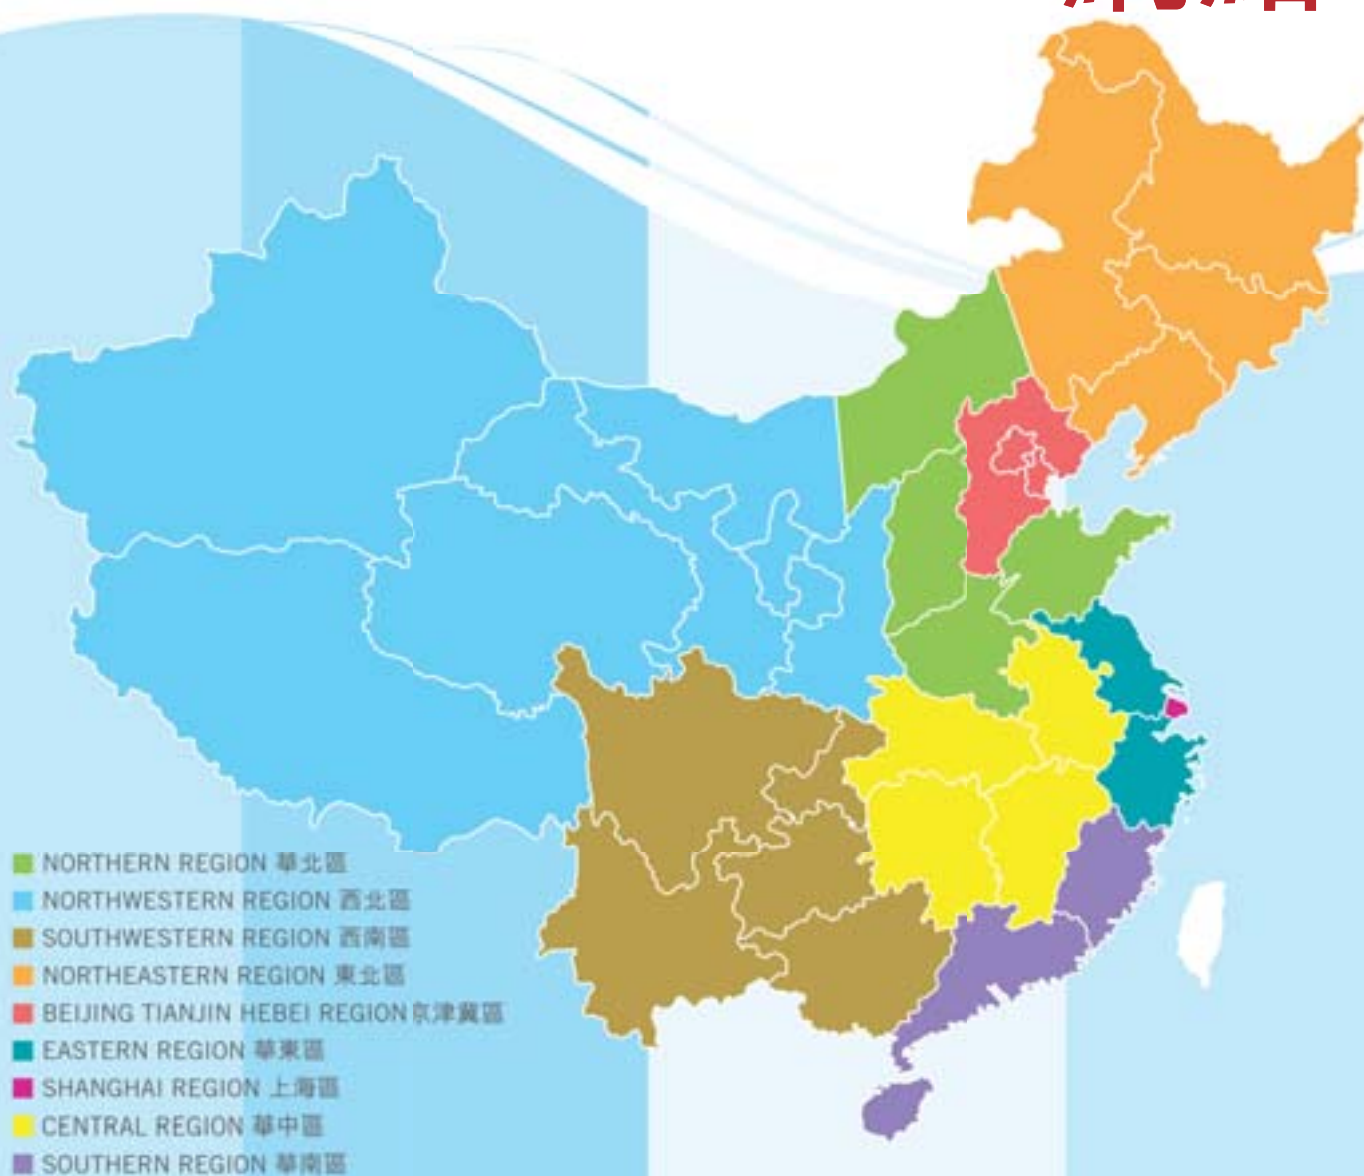 NORTHERN REGION 華北區
NORTHWESTERN REGION 西北區
SOUTHWESTERN REGION 西南區
NORTHEASTERN REGION 東北區
BEIJING TIANJIN HEBEI REGION 京津冀區
EASTERN REGION 華東區
SHANGHAI REGION 上海區
CENTRAL REGION 華中區
SOUTHERN REGION 華南區